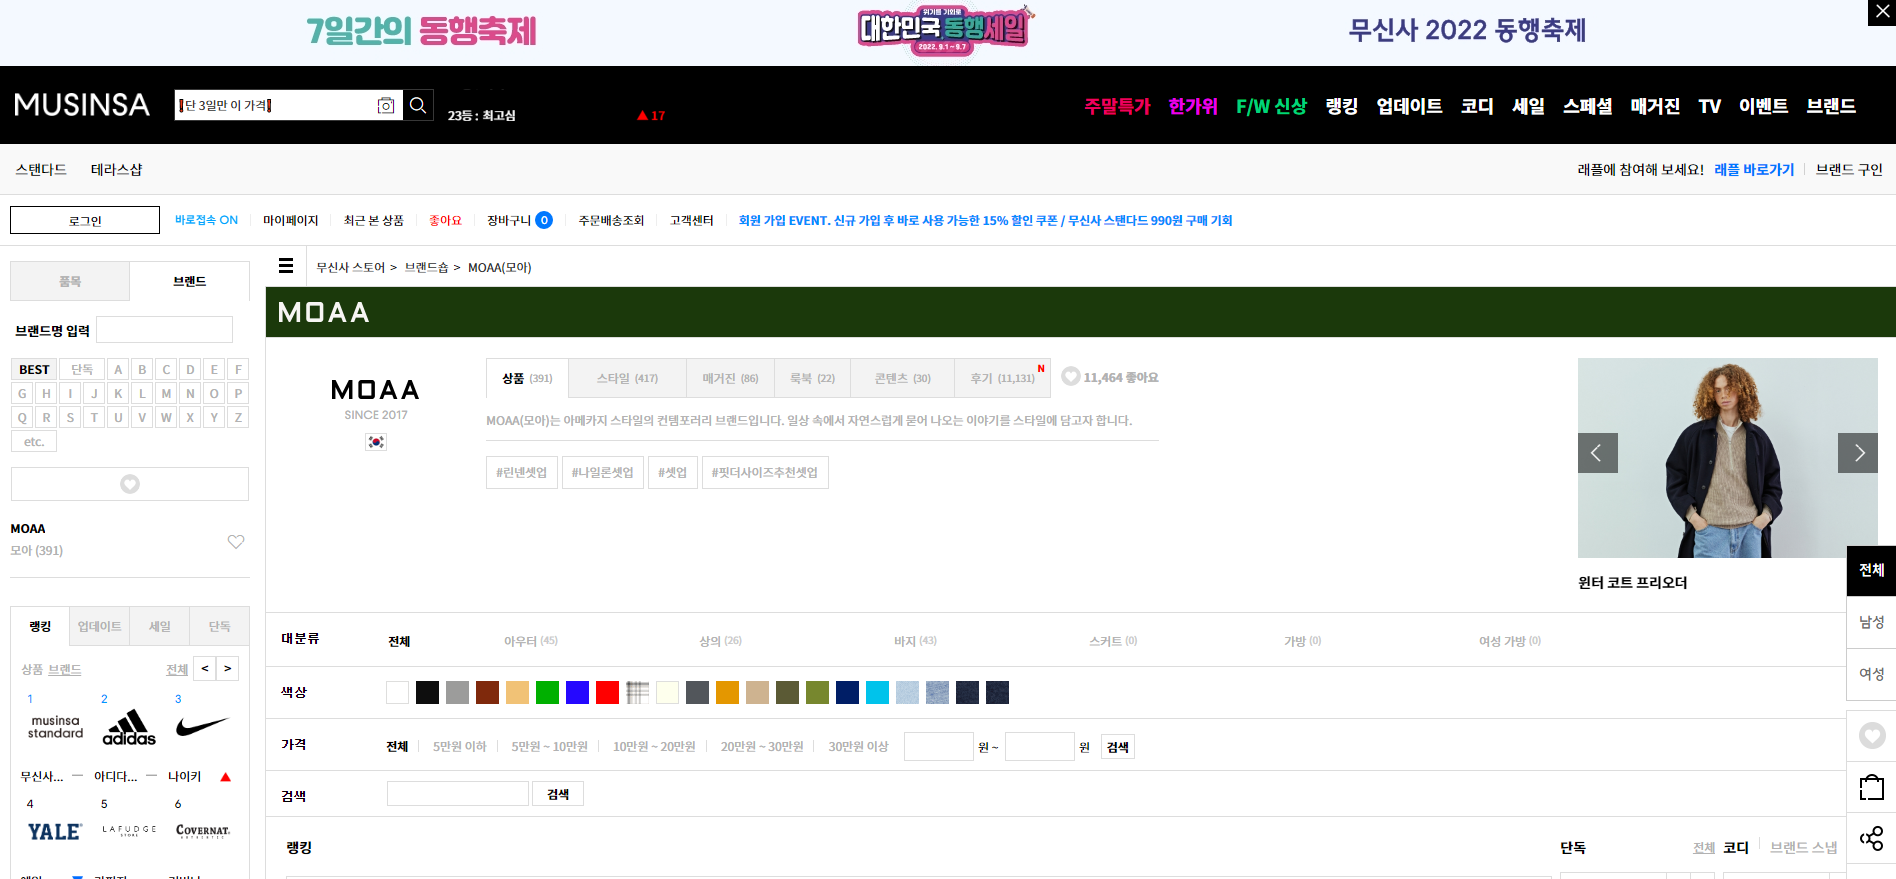 7일간의 동행축제
위기를 기회로
대한민국 동행세일
2022. 9.1 ~ 9.7
무신사 2022 동행축제
MUSINSA
❗단 3일만 이 가격❗
23등 : 최고심
▲ 17
주말특가 한가위 F/W 신상 랭킹 업데이트 코디 세일 스페셜 매거진 TV 이벤트 브랜드
스탠다드 테라스샵
래플에 참여해 보세요! 래플 바로가기 브랜드 구인
로그인 바로접속 ON 마이페이지 최근 본 상품 좋아요 장바구니 0 주문배송조회 고객센터 회원 가입 EVENT. 신규 가입 후 바로 사용 가능한 15% 할인 쿠폰 / 무신사 스탠다드 990원 구매 기회
품목 브랜드
브랜드명 입력
BEST 단독 A B C D E F
G H I J K L M N O P
Q R S T U V W X Y Z
etc.
MOAA
모아 (391)
랭킹 업데이트 세일 단독
상품 브랜드 전체 < >
1 2 3
musinsa
standard
adidas
무신사... 아디다... 나이키 ▲
4 5 6
YALE LAFUDGE
STORE
COVERNAT
무신사 스토어 > 브랜드숍 > MOAA(모아)
MOAA
MOAA
SINCE 2017
상품 (391) 스타일 (417) 매거진 (86) 룩북 (22) 콘텐츠 (30) 후기 (11,131) N 11,464 좋아요
MOAA(모아)는 아메카지 스타일의 컨템포러리 브랜드입니다. 일상 속에서 자연스럽게 묻어 나오는 이야기를 스타일에 담고자 합니다.
#린넨셋업 #나일론셋업 #셋업 #핏더사이즈추천셋업
윈터 코트 프리오더
대분류 전체 아우터 (45) 상의 (26) 바지 (43) 스커트 (0) 가방 (0) 여성 가방 (0)
색상
가격 전체 5만원 이하 5만원 ~ 10만원 10만원 ~ 20만원 20만원 ~ 30만원 30만원 이상 원 ~ 원 검색
검색 검색
랭킹
단독 전체 코디 브랜드 스냅
전체
남성
여성